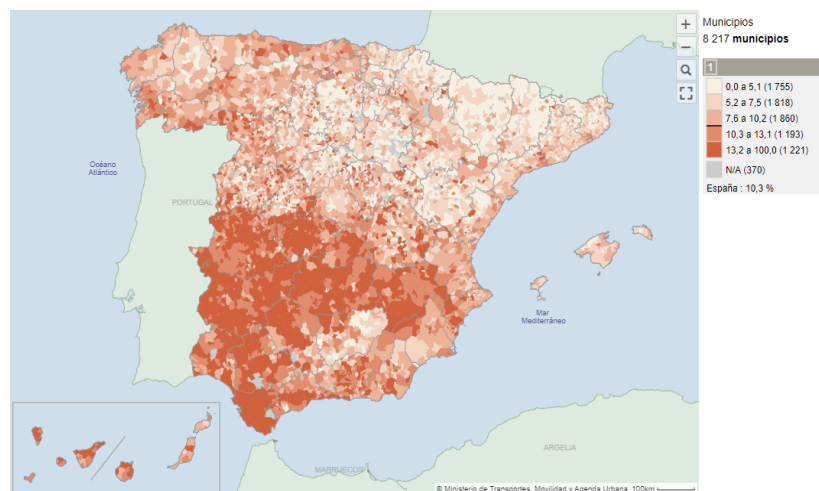 Municipios
8 217 municipios
1
0,0 a 5,1 (1 755)
5,2 a 7,5 (1 818)
7,6 a 10,2 (1 860)
10,3 a 13,1 (1 193)
13,2 a 100,0 (1 221)
N/A (370)
España : 10,3 %
Océano
Atlántico
PORTUGAL
Mar
Mediterráneo
ARGELIA
MARRUECOS
© Ministerio de Transportes, Movilidad y Agenda Urbana 100km